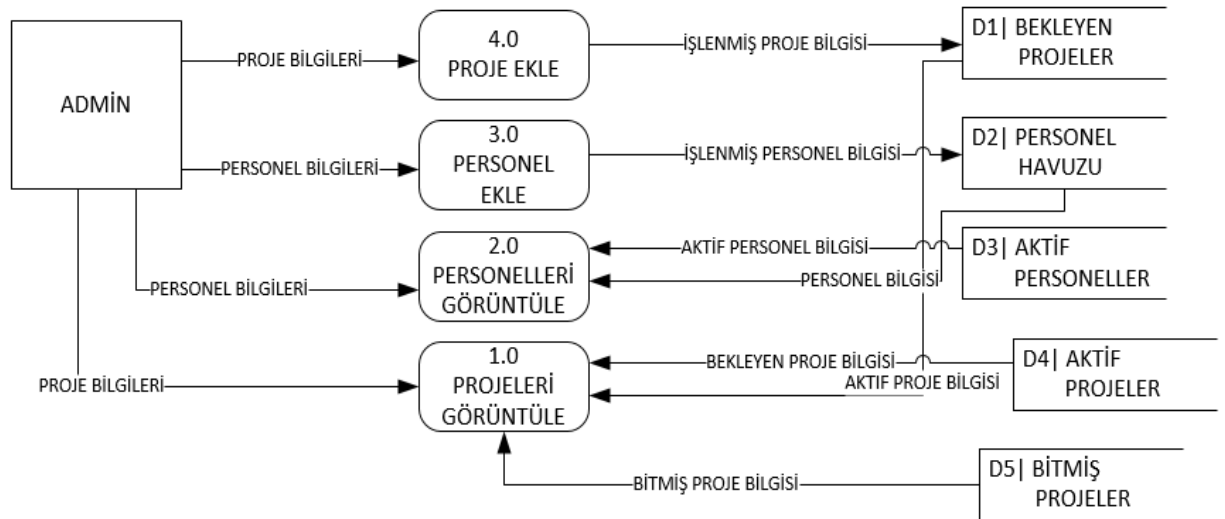 ADMİN
PROJE BİLGİLERİ
4.0
PROJE EKLE
İŞLENMİŞ PROJE BİLGİSİ
D1| BEKLEYEN
PROJELER
PERSONEL BİLGİLERİ
3.0
PERSONEL
EKLE
İŞLENMİŞ PERSONEL BİLGİSİ
D2| PERSONEL
HAVUZU
PERSONEL BİLGİLERİ
2.0
PERSONELLERİ
GÖRÜNTÜLE
AKTİF PERSONEL BİLGİSİ
PERSONEL BİLGİSİ
D3| AKTİF
PERSONELLER
PROJE BİLGİLERİ
1.0
PROJELERİ
GÖRÜNTÜLE
BEKLEYEN PROJE BİLGİSİ
AKTIF PROJE BİLGİSİ
D4| AKTİF
PROJELER
BİTMİŞ PROJE BİLGİSİ
D5| BİTMİŞ
PROJELER